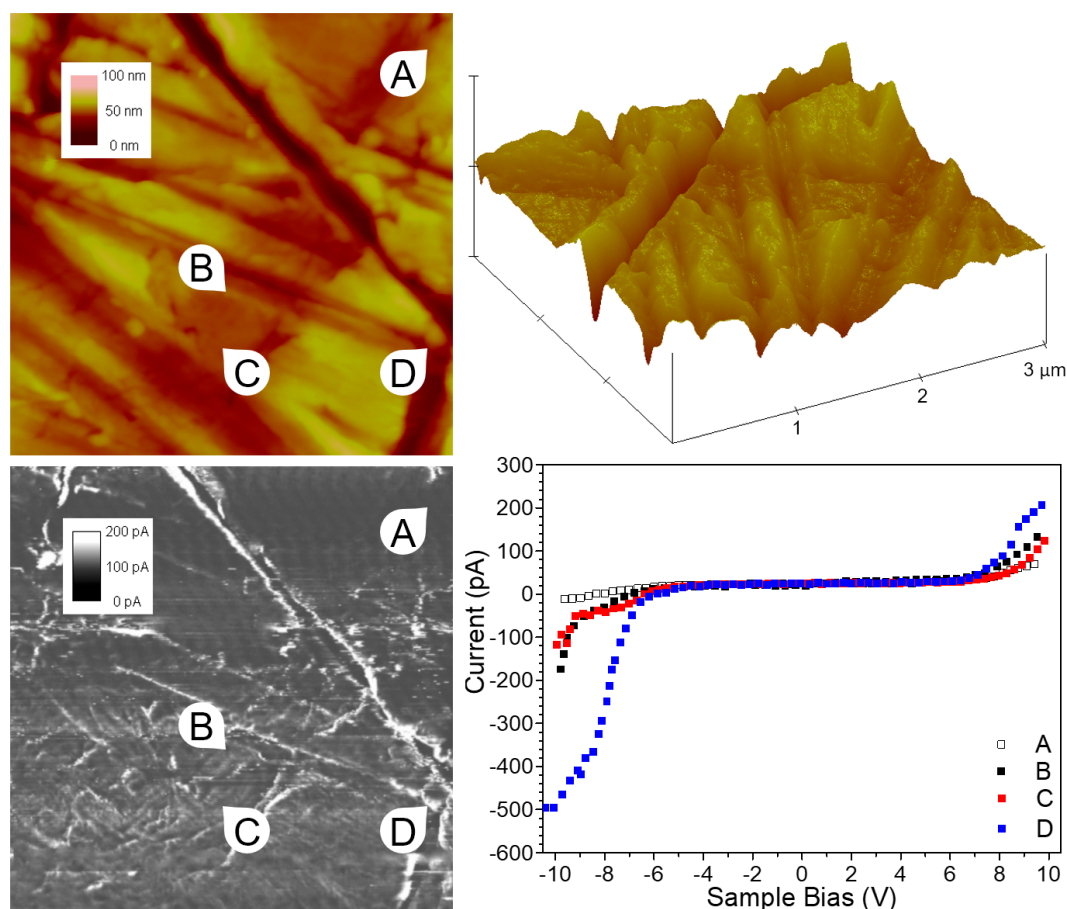 100 nm
50 nm
0 nm
A
B
C
D
1
2
3 μm
200 pA
100 pA
0 pA
A
B
C
D
Current (pA)
300
200
100
0
-100
-200
-300
-400
-500
-600
A
B
C
D
-10 -8 -6 -4 -2 0 2 4 6 8 10
Sample Bias (V)